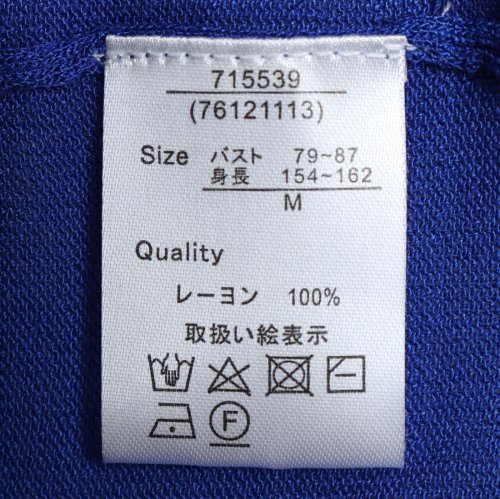 715539
(76121113)
Size バスト 79~87
身長 154~162
M
Quality
レーヨン 100%
取扱い絵表示
F